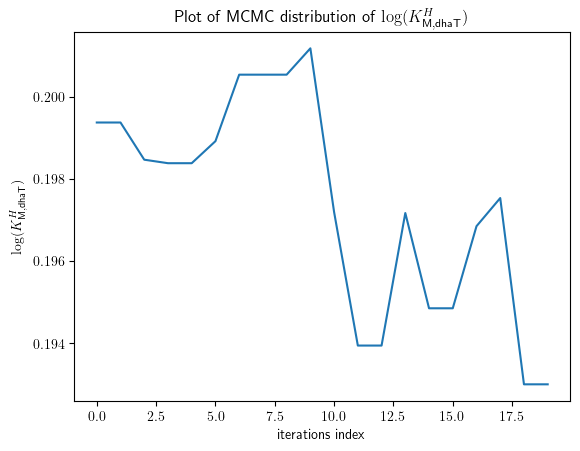 Plot of MCMC distribution of log(K^H_M,dhaT)
log(K^H_M,dhaT)
0.200
0.198
0.196
0.194
0.0 2.5 5.0 7.5 10.0 12.5 15.0 17.5
iterations index